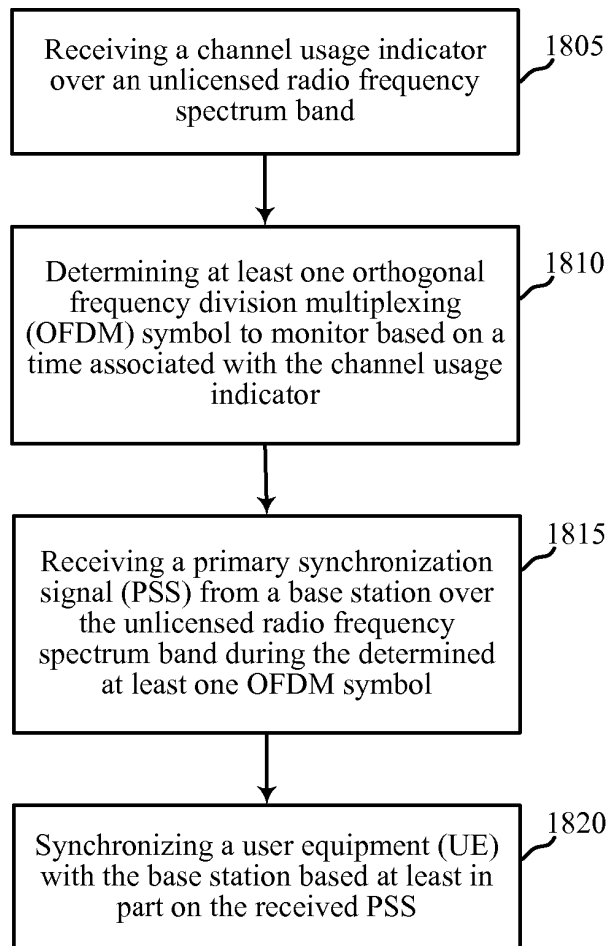 Receiving a channel usage indicator
over an unlicensed radio frequency
spectrum band
1805
Determining at least one orthogonal
frequency division multiplexing
(OFDM) symbol to monitor based on a
time associated with the channel usage
indicator
1810
Receiving a primary synchronization
signal (PSS) from a base station over
the unlicensed radio frequency
spectrum band during the determined
at least one OFDM symbol
1815
Synchronizing a user equipment (UE)
with the base station based at least in
part on the received PSS
1820